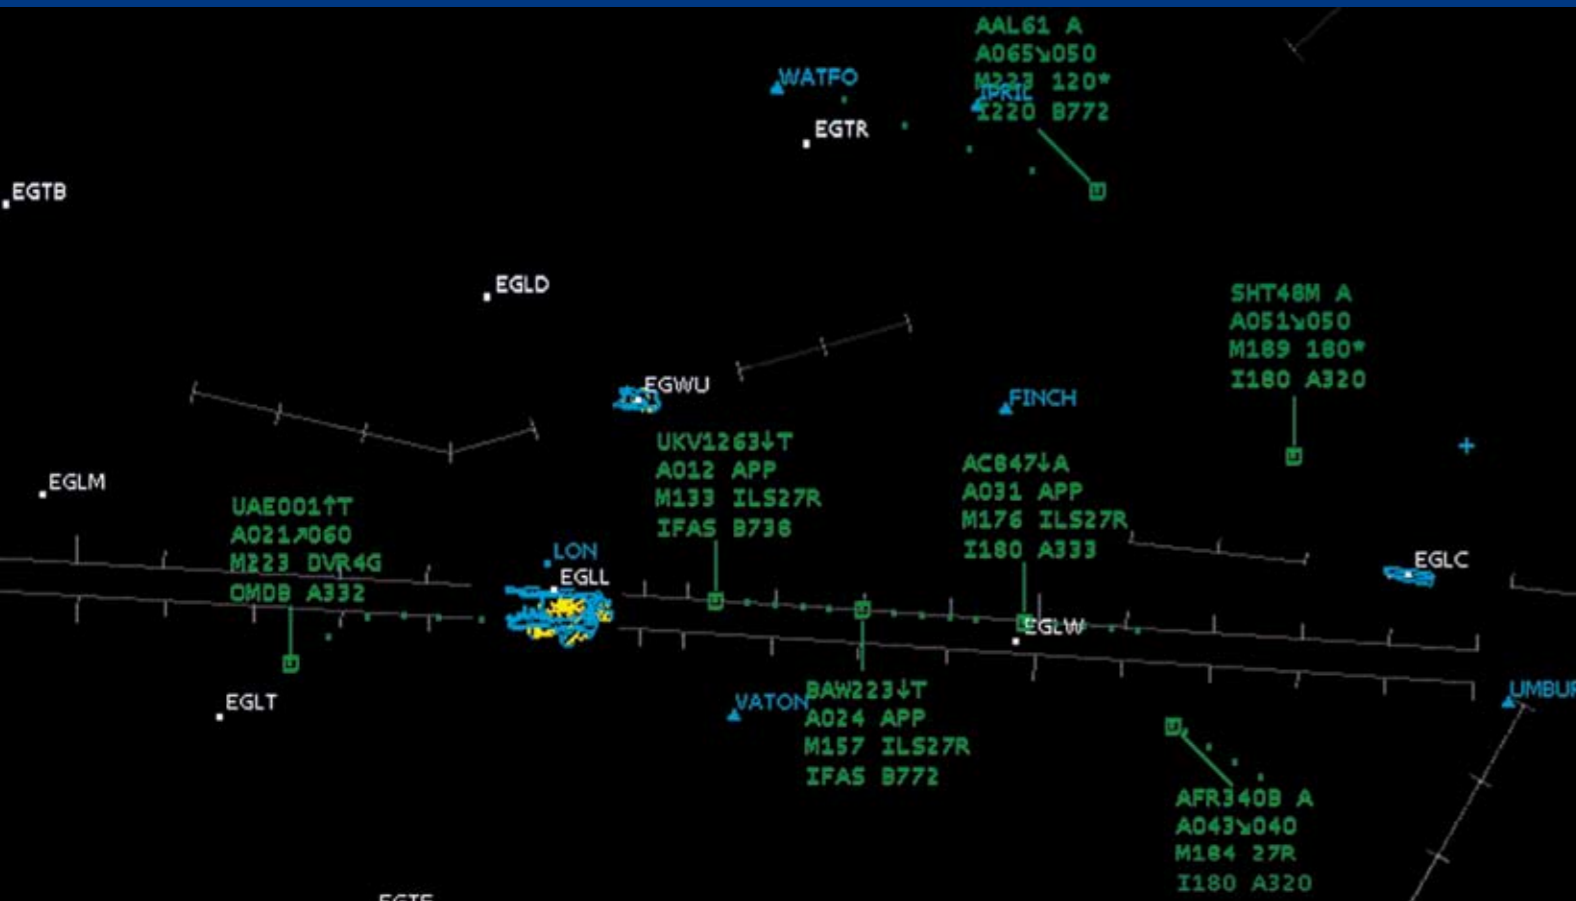 AAL61 A
A065↘050
M223 120*
I220 B772
WATFO
IPRIL
EGTR
EGTB
EGLD
SHT48M A
A051↘050
M189 180*
I180 A320
EGWU
FINCH
UKV1263↓T
A012 APP
M133 ILS27R
IFAS B738
AC847↓A
A031 APP
M176 ILS27R
I180 A333
EGLM
UAE001↑T
A021↗060
M223 DVR4G
OMDB A332
LON
EGLL
EGLC
EGLW
EGLT
VATON
BAW223↓T
A024 APP
M157 ILS27R
IFAS B772
UMBUR
AFR340B A
A043↘040
M184 27R
I180 A320